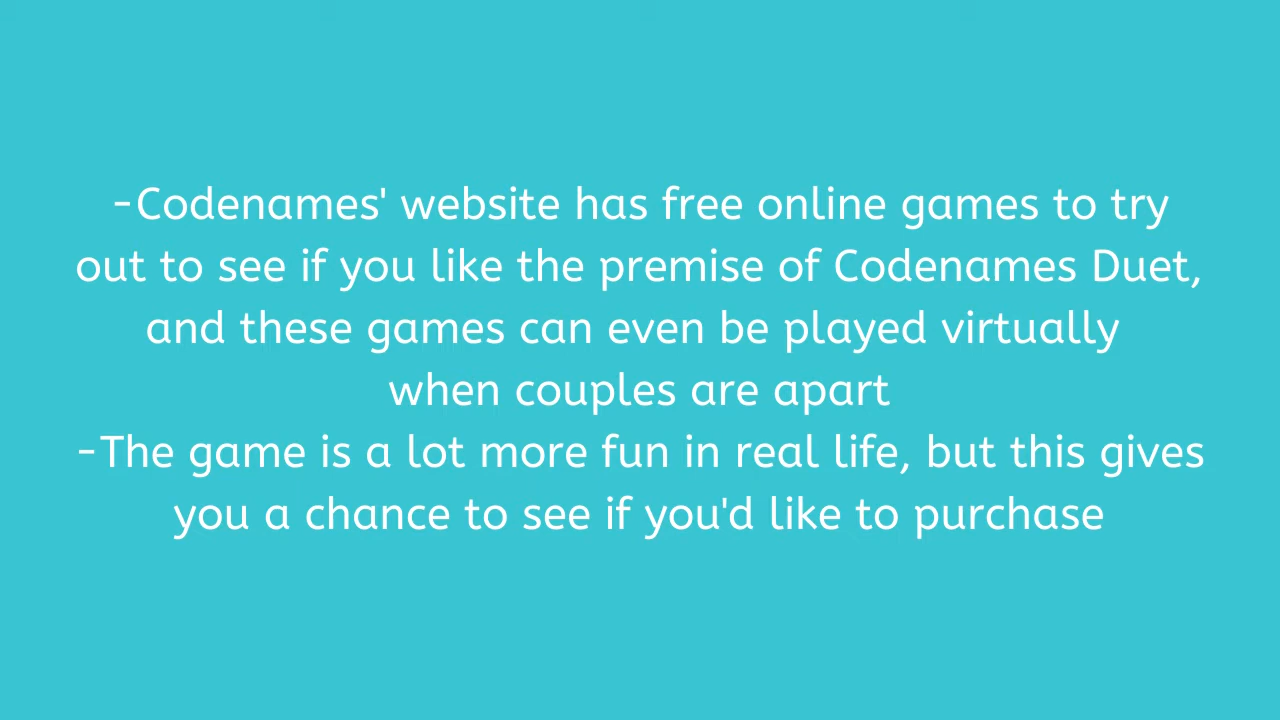 -Codenames' website has free online games to try
out to see if you like the premise of Codenames Duet,
and these games can even be played virtually
when couples are apart
-The game is a lot more fun in real life, but this gives
you a chance to see if you'd like to purchase